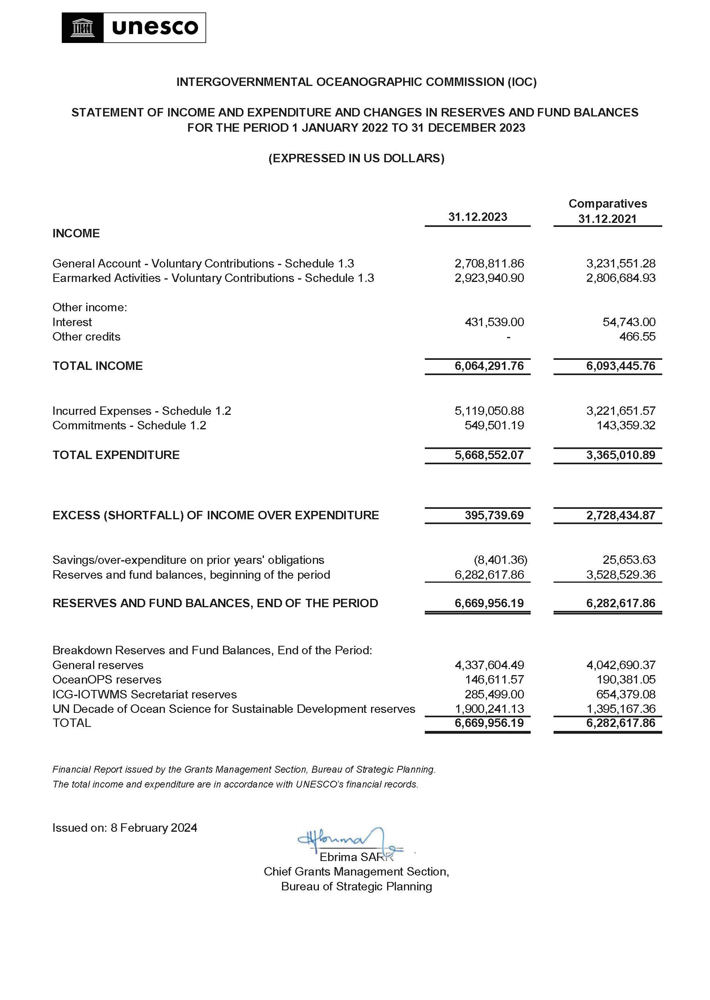 UNESCO unesco
INTERGOVERNMENTAL OCEANOGRAPHIC COMMISSION (IOC)
STATEMENT OF INCOME AND EXPENDITURE AND CHANGES IN RESERVES AND FUND BALANCES
FOR THE PERIOD 1 JANUARY 2022 TO 31 DECEMBER 2023
(EXPRESSED IN US DOLLARS)
Comparatives
31.12.2023 31.12.2021
INCOME
General Account - Voluntary Contributions - Schedule 1.3 2,708,811.86 3,231,551.28
Earmarked Activities - Voluntary Contributions - Schedule 1.3 2,923,940.90 2,806,684.93
Other income:
Interest 431,539.00 54,743.00
Other credits - 466.55
TOTAL INCOME 6,064,291.76 6,093,445.76
Incurred Expenses - Schedule 1.2 5,119,050.88 3,221,651.57
Commitments - Schedule 1.2 549,501.19 143,359.32
TOTAL EXPENDITURE 5,668,552.07 3,365,010.89
EXCESS (SHORTFALL) OF INCOME OVER EXPENDITURE 395,739.69 2,728,434.87
Savings/over-expenditure on prior years' obligations (8,401.36) 25,653.63
Reserves and fund balances, beginning of the period 6,282,617.86 3,528,529.36
RESERVES AND FUND BALANCES, END OF THE PERIOD 6,669,956.19 6,282,617.86
Breakdown Reserves and Fund Balances, End of the Period:
General reserves 4,337,604.49 4,042,690.37
OceanOPS reserves 146,611.57 190,381.05
ICG-IOTWMS Secretariat reserves 285,499.00 654,379.08
UN Decade of Ocean Science for Sustainable Development reserves 1,900,241.13 1,395,167.36
TOTAL 6,669,956.19 6,282,617.86
Financial Report issued by the Grants Management Section, Bureau of Strategic Planning.
The total income and expenditure are in accordance with UNESCO's financial records.
Issued on: 8 February 2024
Ebrima SARR
Chief Grants Management Section,
Bureau of Strategic Planning